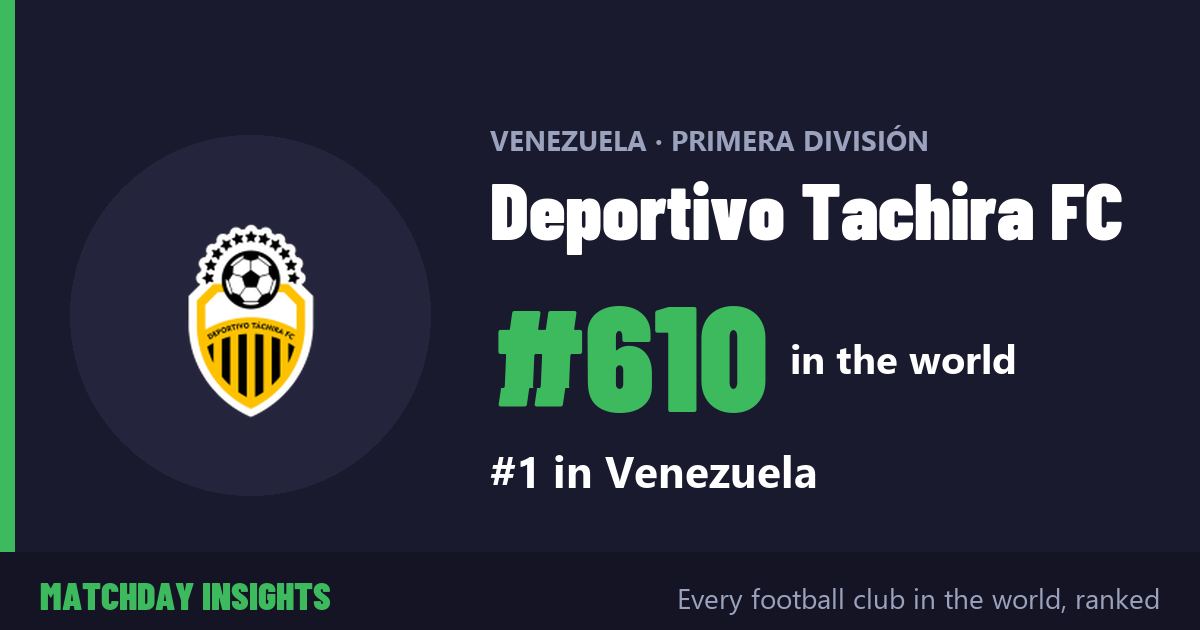 VENEZUELA · PRIMERA DIVISIÓN
Deportivo Tachira FC
DEPORTIVO TÁCHIRA FC
#610 in the world
#1 in Venezuela
MATCHDAY INSIGHTS
Every football club in the world, ranked